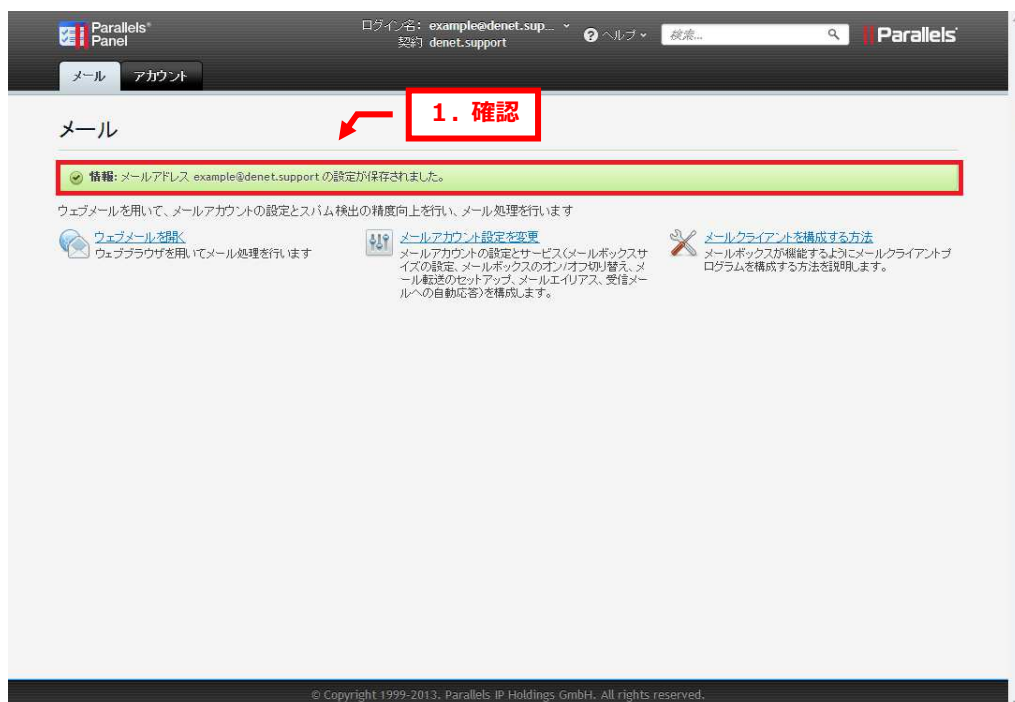 Parallels®
Panel
ログイン名: example@denet.sup...
契約 denet.support
ヘルプ
検索...
Parallels®
メール
アカウント
1. 確認
メール
情報: メールアドレス example@denet.support の設定が保存されました。
ウェブメールを用いて、メールアカウントの設定とスパム検出の精度向上を行い、メール処理を行います
ウェブメールを開く
ウェブブラウザを用いてメール処理を行います
メールアカウント設定を変更
メールアカウントの設定とサービス(メールボックスサ
イズの設定、メールボックスのオン/オフ切り替え、メ
ール転送のセットアップ、メールエイリアス、受信メー
ルへの自動応答)を構成します。
メールクライアントを構成する方法
メールボックスが機能するようにメールクライアントプ
ログラムを構成する方法を説明します。
© Copyright 1999-2013. Parallels IP Holdings GmbH. All rights reserved.